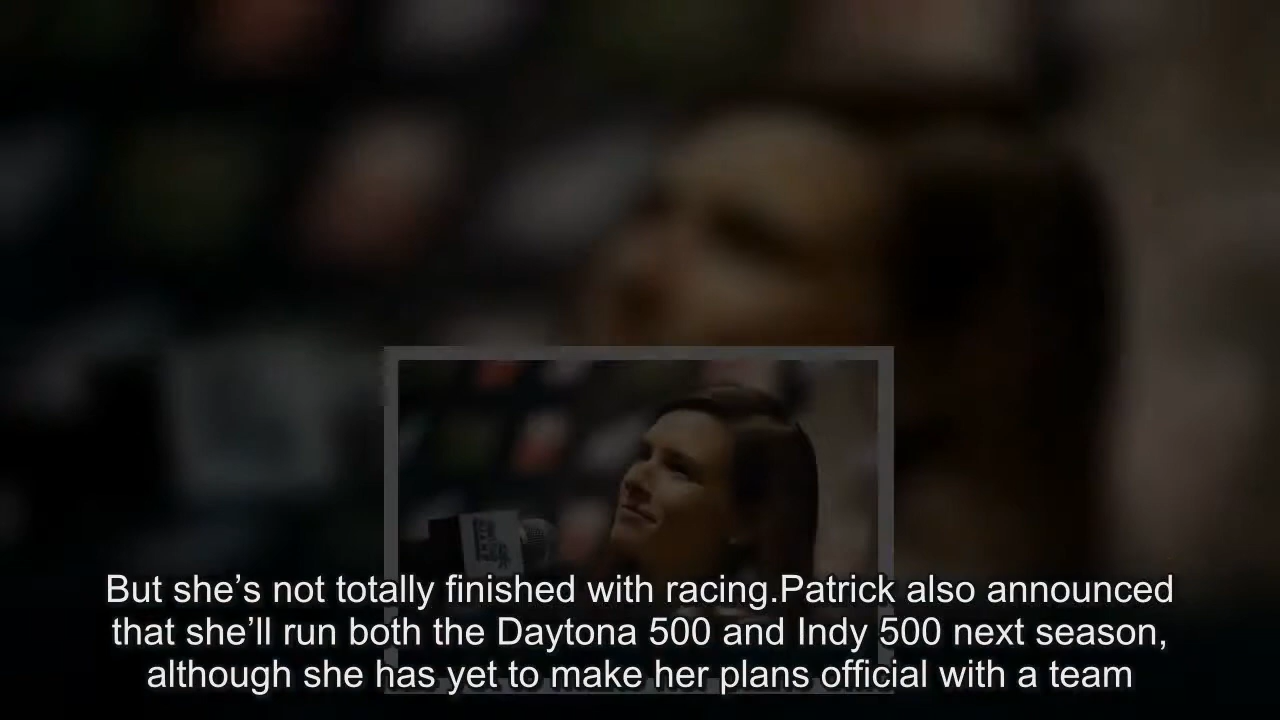 But she’s not totally finished with racing.Patrick also announced
that she’ll run both the Daytona 500 and Indy 500 next season,
although she has yet to make her plans official with a team